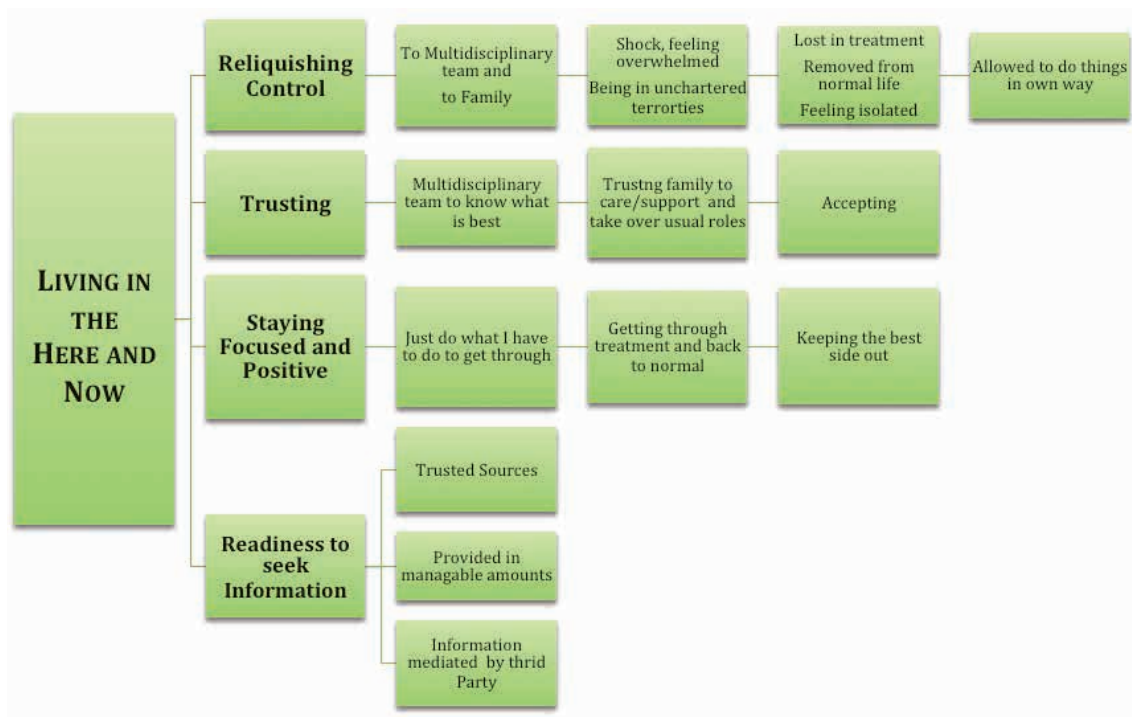 LIVING IN
THE
HERE AND
NOW
Reliquishing
Control
To Multidisciplinary
team and
to Family
Shock, feeling
overwhelmed
Being in unchartered
terrorties
Lost in treatment
Removed from
normal life
Feeling isolated
Allowed to do things
in own way
Trusting
Multidisciplinary
team to know what
is best
Trustng family to
care/support and
take over usual roles
Accepting
Staying
Focused and
Positive
Just do what I have
to do to get through
Getting through
treatment and back
to normal
Keeping the best
side out
Readiness to
seek
Information
Trusted Sources
Provided in
managable amounts
Information
mediated by thrid
Party